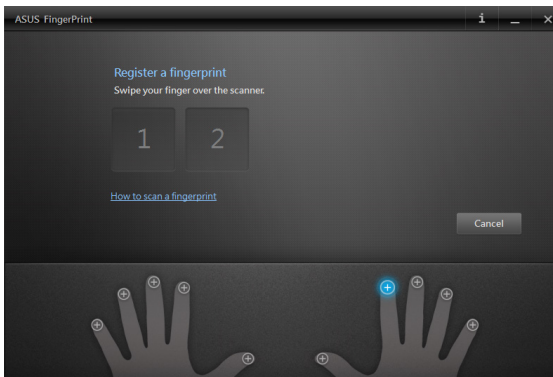 ASUS FingerPrint
Register a fingerprint
Swipe your finger over the scanner.
1 2
How to scan a fingerprint
Cancel